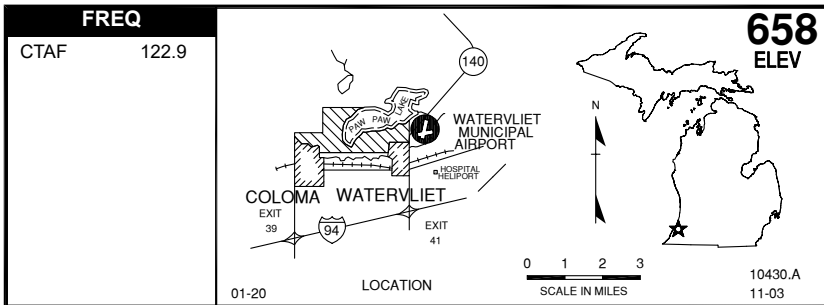 FREQ
CTAF 122.9
658
ELEV
140
PAW PAW LAKE
WATERVLIET
MUNICIPAL
AIRPORT
HOSPITAL
HELIPORT
COLOMA WATERVLIET
EXIT
39
94
EXIT
41
N
0 1 2 3
SCALE IN MILES
01-20
LOCATION
10430.A
11-03